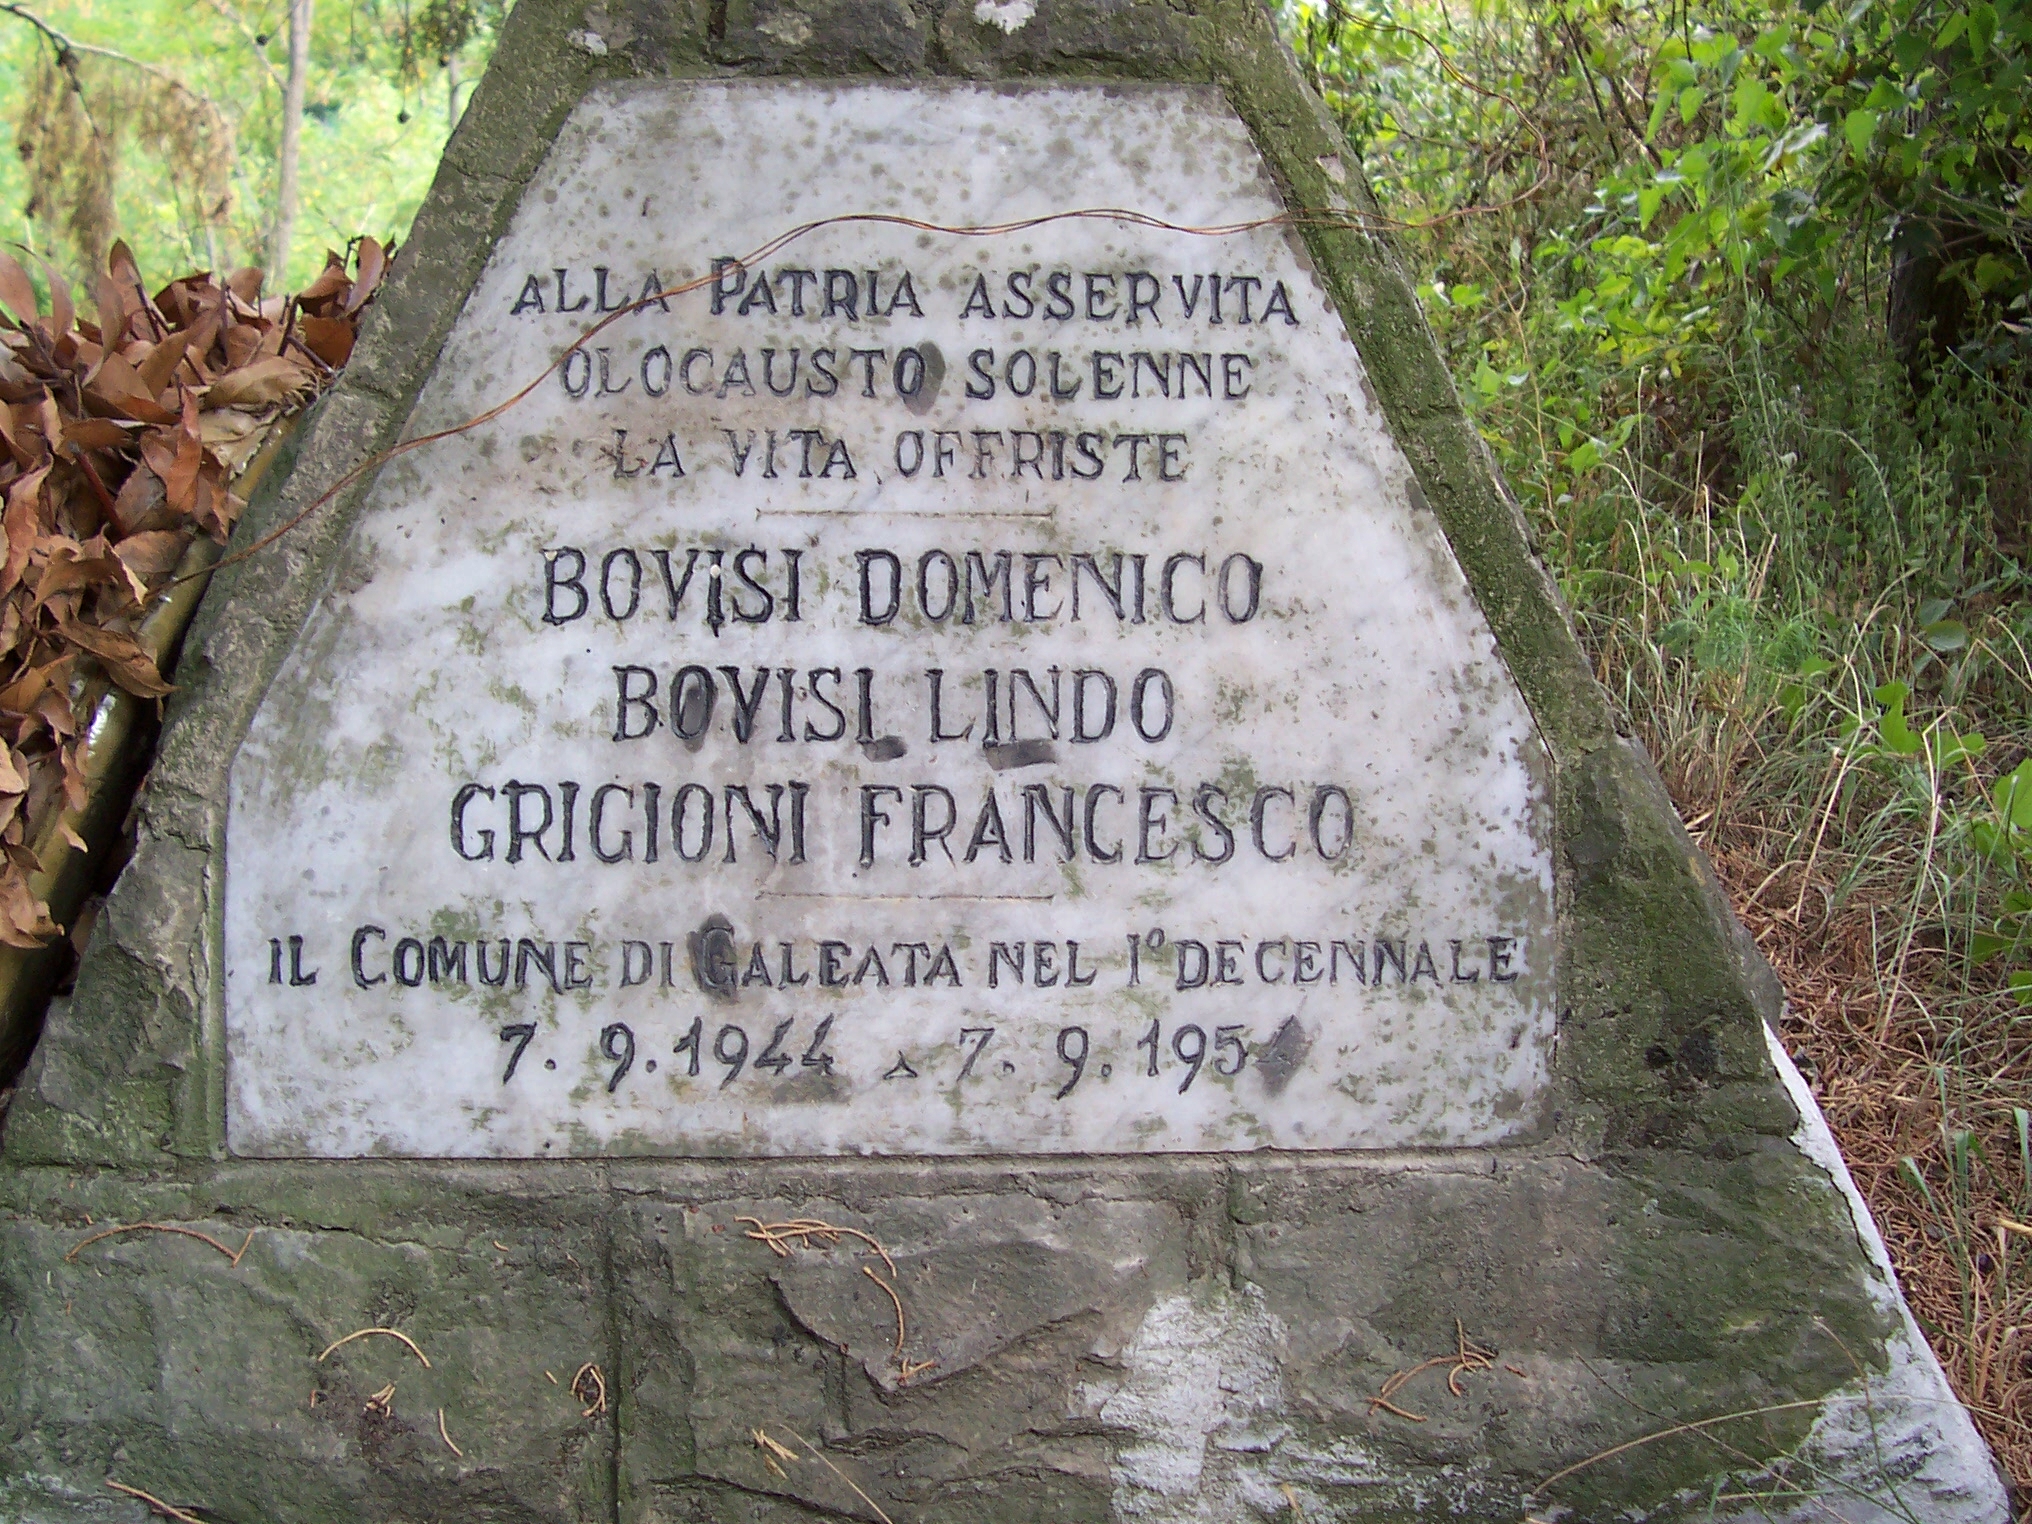 ALLA PATRIA ASSERVITA
OLOCAUSTO SOLENNE
LA VITA OFFRISTE
BOVISI DOMENICO
BOVISI LINDO
GRIGIONI FRANCESCO
IL COMUNE DI GALEATA NEL 1° DECENNALE
7.9.1944 A 7.9.1954